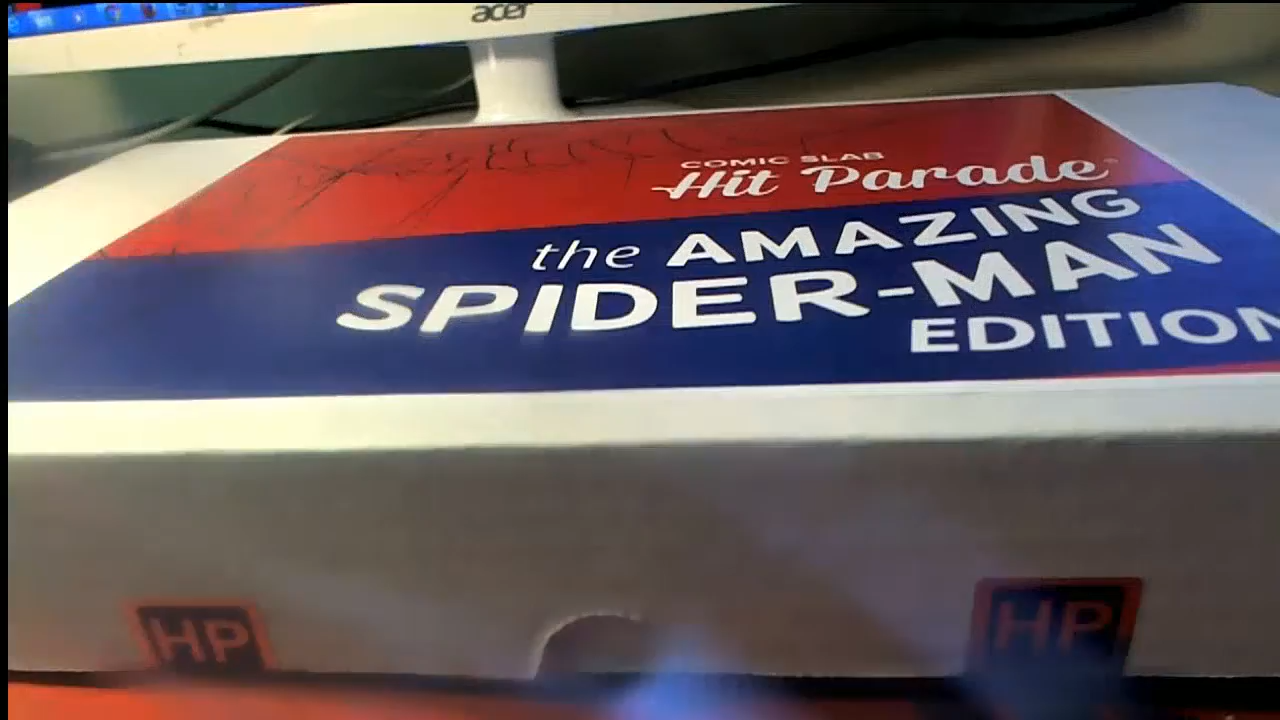 acer
COMIC SLAB
Hit Parade
the AMAZING
SPIDER-MAN
EDITION
HP
HP